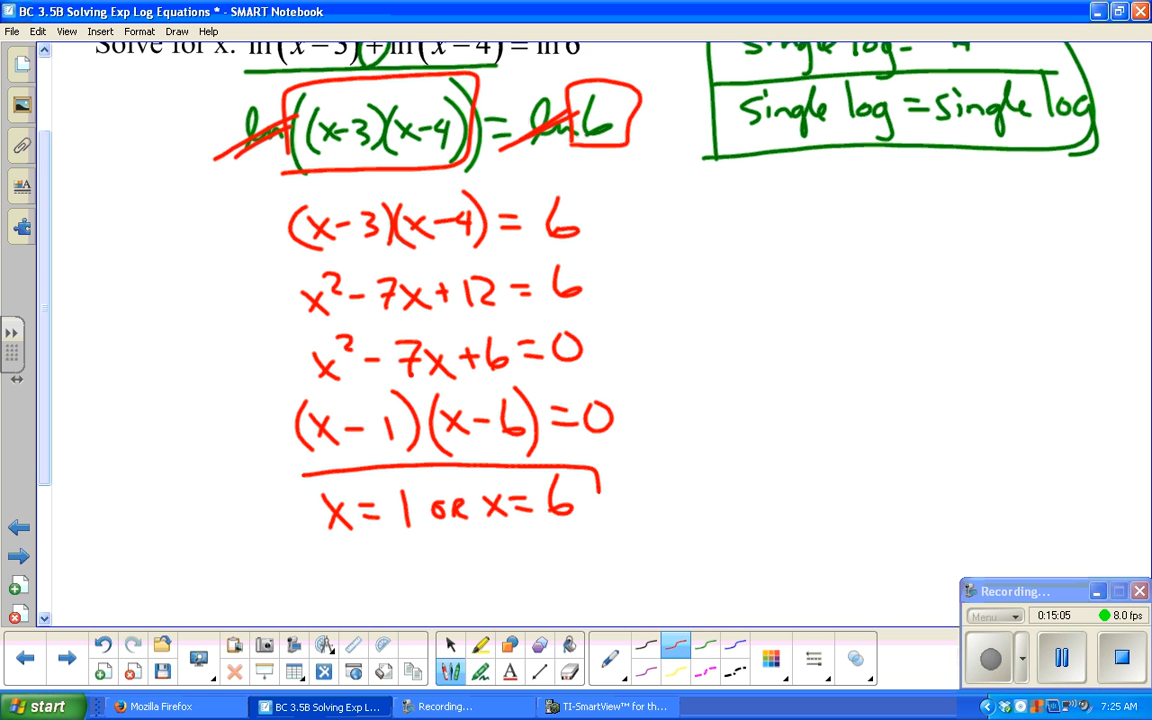 BC 3.5B Solving Exp Log Equations * - SMART Notebook
File Edit View Insert Format Draw Help
Solve for x: ln(x − 3) + ln(x − 4) = ln 6
single log =
single log = single log
ln((x-3)(x-4)) = ln 6
(x-3)(x-4) = 6
x² - 7x + 12 = 6
x² - 7x + 6 = 0
(x - 1)(x - 6) = 0
x = 1 OR x = 6
Recording...
Menu
0:15:05
8.0 fps
start
Mozilla Firefox
BC 3.5B Solving Exp L...
Recording...
TI-SmartView™ for th...
7:25 AM